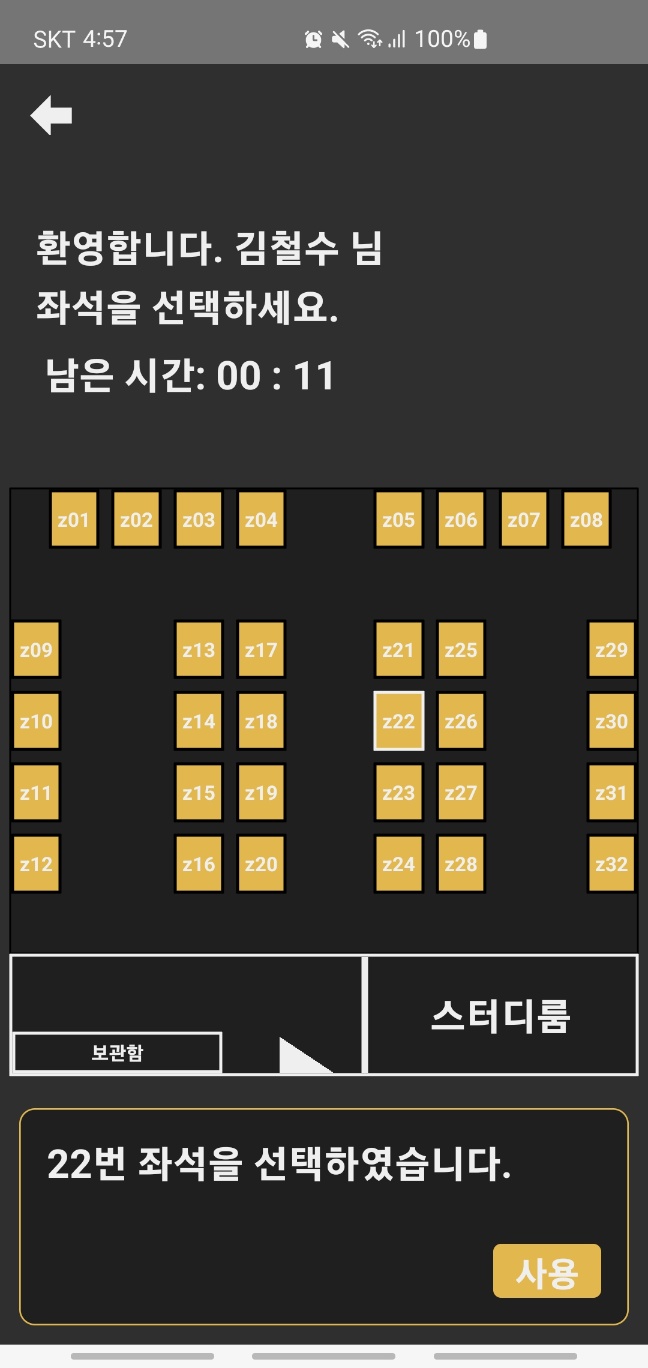 SKT 4:57 100%
환영합니다. 김철수 님
좌석을 선택하세요.
남은 시간: 00 : 11
z01 z02 z03 z04 z05 z06 z07 z08
z09 z13 z17 z21 z25 z29
z10 z14 z18 z22 z26 z30
z11 z15 z19 z23 z27 z31
z12 z16 z20 z24 z28 z32
스터디룸
보관함
22번 좌석을 선택하였습니다.
사용